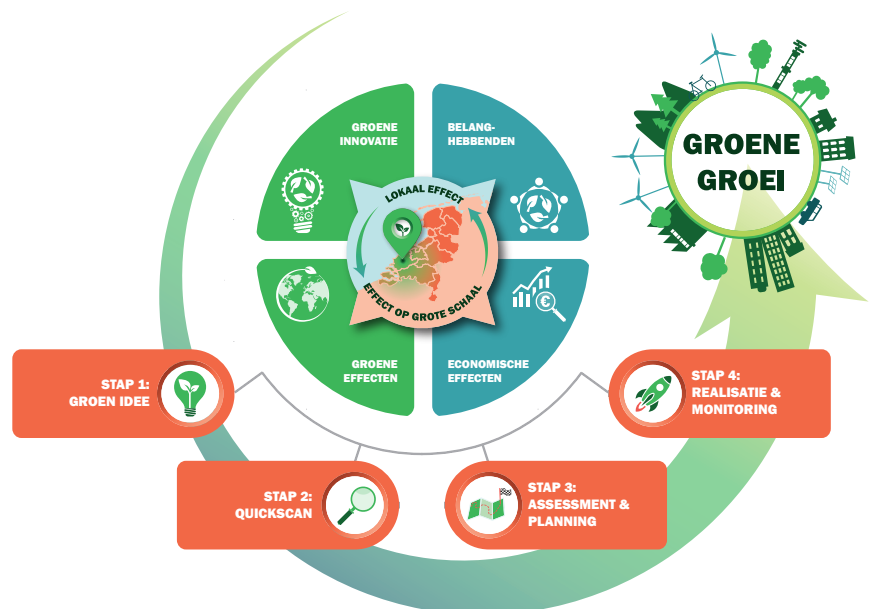 GROENE
INNOVATIE
BELANG-
HEBBENDEN
GROENE
GROEI
LOKAAL EFFECT
EFFECT OP GROTE SCHAAL
€
GROENE
EFFECTEN
ECONOMISCHE
EFFECTEN
STAP 1:
GROEN IDEE
STAP 2:
QUICKSCAN
STAP 3:
ASSESSMENT &
PLANNING
STAP 4:
REALISATIE &
MONITORING